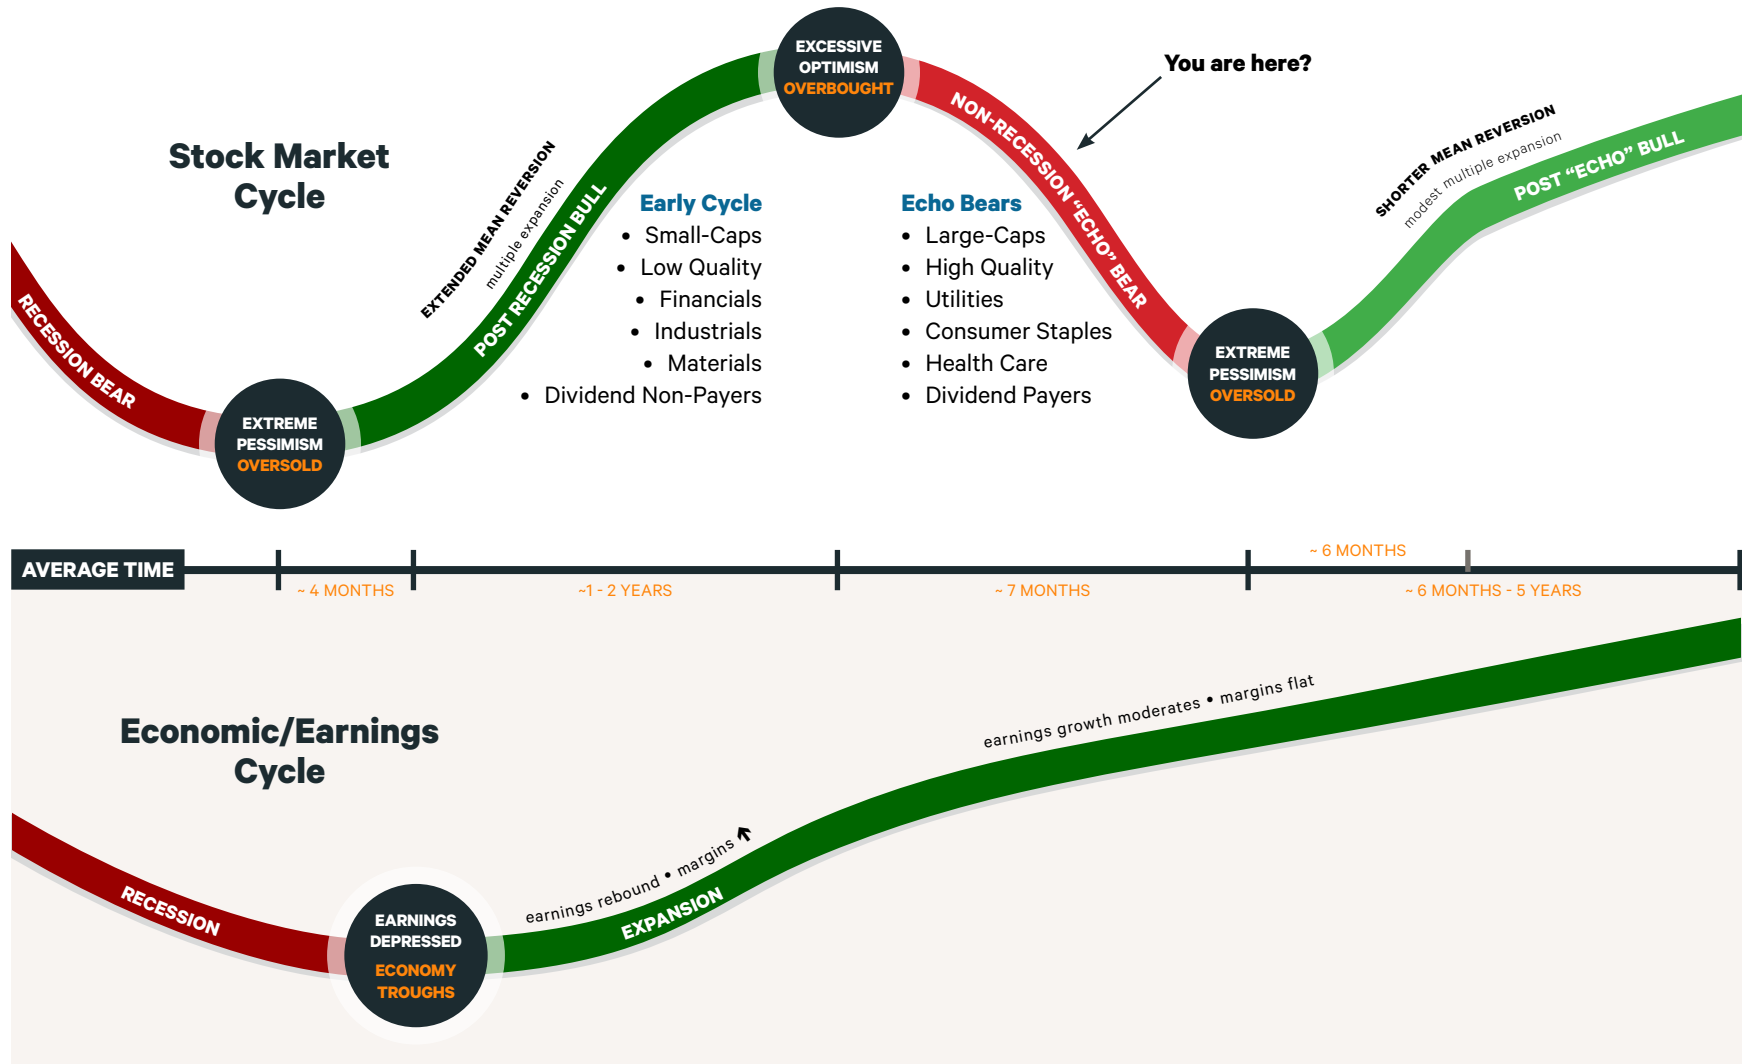 EXCESSIVE
OPTIMISM
OVERBOUGHT
You are here?
Stock Market
Cycle
EXTENDED MEAN REVERSION
multiple expansion
POST RECESSION BULL
NON-RECESSION “ECHO” BEAR
SHORTER MEAN REVERSION
modest multiple expansion
POST “ECHO” BULL
RECESSION BEAR
Early Cycle
• Small-Caps
• Low Quality
• Financials
• Industrials
• Materials
• Dividend Non-Payers
Echo Bears
• Large-Caps
• High Quality
• Utilities
• Consumer Staples
• Health Care
• Dividend Payers
EXTREME
PESSIMISM
OVERSOLD
EXTREME
PESSIMISM
OVERSOLD
AVERAGE TIME
~ 4 MONTHS
~1 - 2 YEARS
~ 7 MONTHS
~ 6 MONTHS
~ 6 MONTHS - 5 YEARS
Economic/Earnings
Cycle
RECESSION
EARNINGS
DEPRESSED
ECONOMY
TROUGHS
earnings rebound • margins
EXPANSION
earnings growth moderates • margins flat